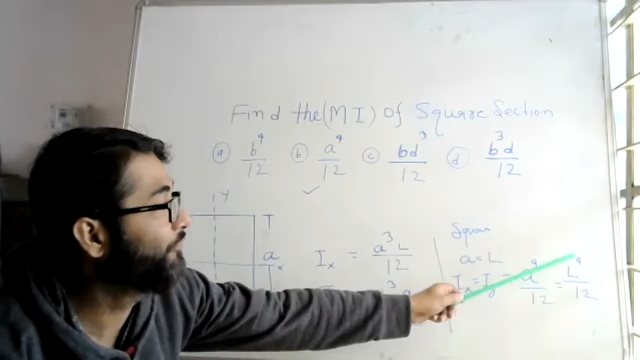 Find the (M I) Of Square Section
(a) b⁴/12 (b) a⁴/12 (c) bd³/12 (d) b³d/12
✓
Y
T
a
x
Iₓ = a³L/12
Square
a = L
Iₓ = I_y = a⁴/12 = L⁴/12